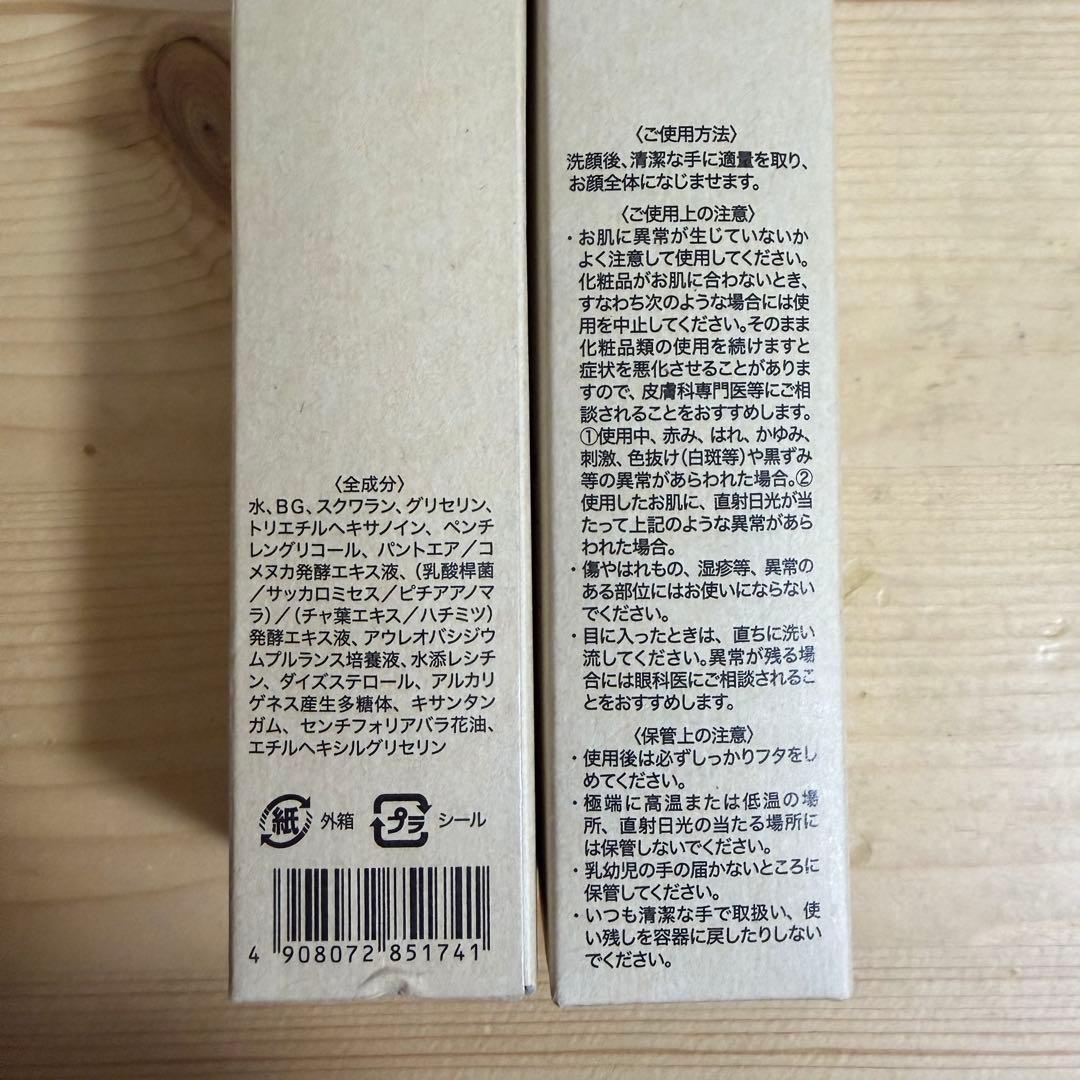 〈全成分〉
水、BG、スクワラン、グリセリン、
トリエチルヘキサノイン、ペンチ
レングリコール、パントエア／コ
メヌカ発酵エキス液、(乳酸桿菌
／サッカロミセス／ピチアアノマ
ラ)／(チャ葉エキス／ハチミツ)
発酵エキス液、アウレオバシジウ
ムプルランス培養液、水添レシチ
ン、ダイズステロール、アルカリ
ゲネス産生多糖体、キサンタン
ガム、センチフォリアバラ花油、
エチルヘキシルグリセリン
紙 外箱 プラ シール
4 908072 851741
〈ご使用方法〉
洗顔後、清潔な手に適量を取り、
お顔全体になじませます。
〈ご使用上の注意〉
・お肌に異常が生じていないか
よく注意して使用してください。
化粧品がお肌に合わないとき、
すなわち次のような場合には使
用を中止してください。そのまま
化粧品類の使用を続けますと
症状を悪化させることがありま
すので、皮膚科専門医等にご相
談されることをおすすめします。
①使用中、赤み、はれ、かゆみ、
刺激、色抜け(白斑等)や黒ずみ
等の異常があらわれた場合。②
使用したお肌に、直射日光が当
たって上記のような異常があら
われた場合。
・傷やはれもの、湿疹等、異常の
ある部位にはお使いにならない
でください。
・目に入ったときは、直ちに洗い
流してください。異常が残る場
合には眼科医にご相談されるこ
とをおすすめします。
〈保管上の注意〉
・使用後は必ずしっかりフタをし
めてください。
・極端に高温または低温の場
所、直射日光の当たる場所に
は保管しないでください。
・乳幼児の手の届かないところに
保管してください。
・いつも清潔な手で取扱い、使
い残しを容器に戻したりしない
でください。